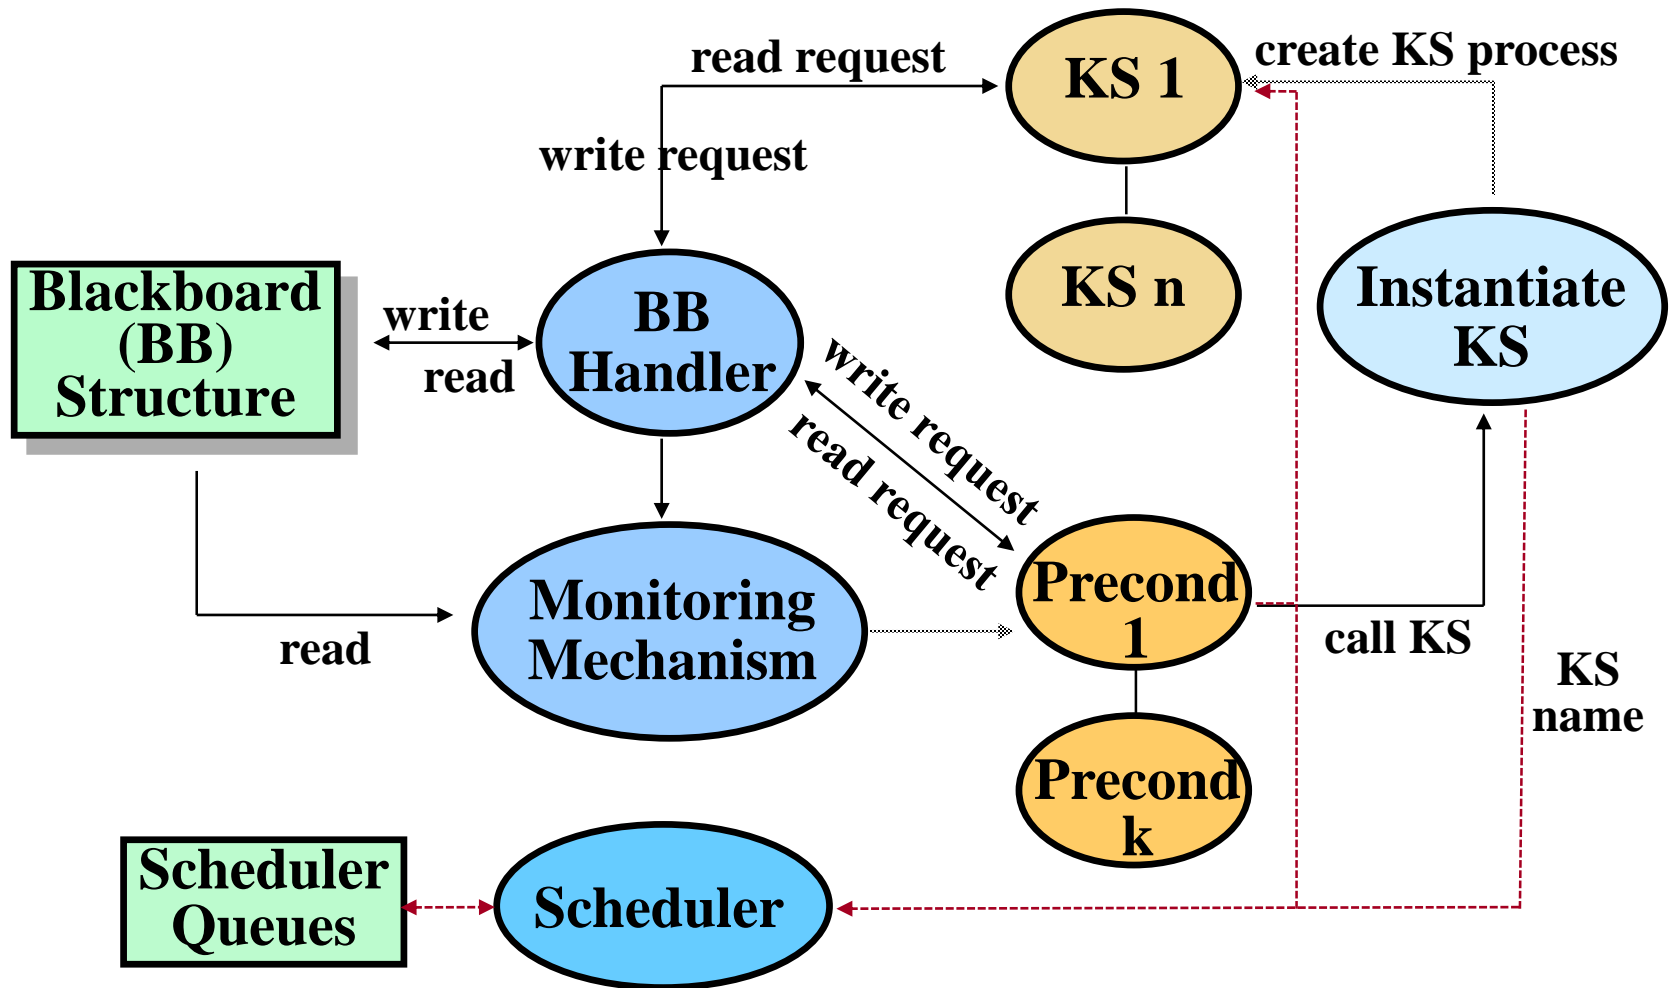 read request
KS 1
create KS process
write request
Blackboard
(BB)
Structure
write
read
BB
Handler
KS n
Instantiate
KS
write request
read request
read
Monitoring
Mechanism
Precond
1
call KS
KS
name
Precond
k
Scheduler
Queues
Scheduler